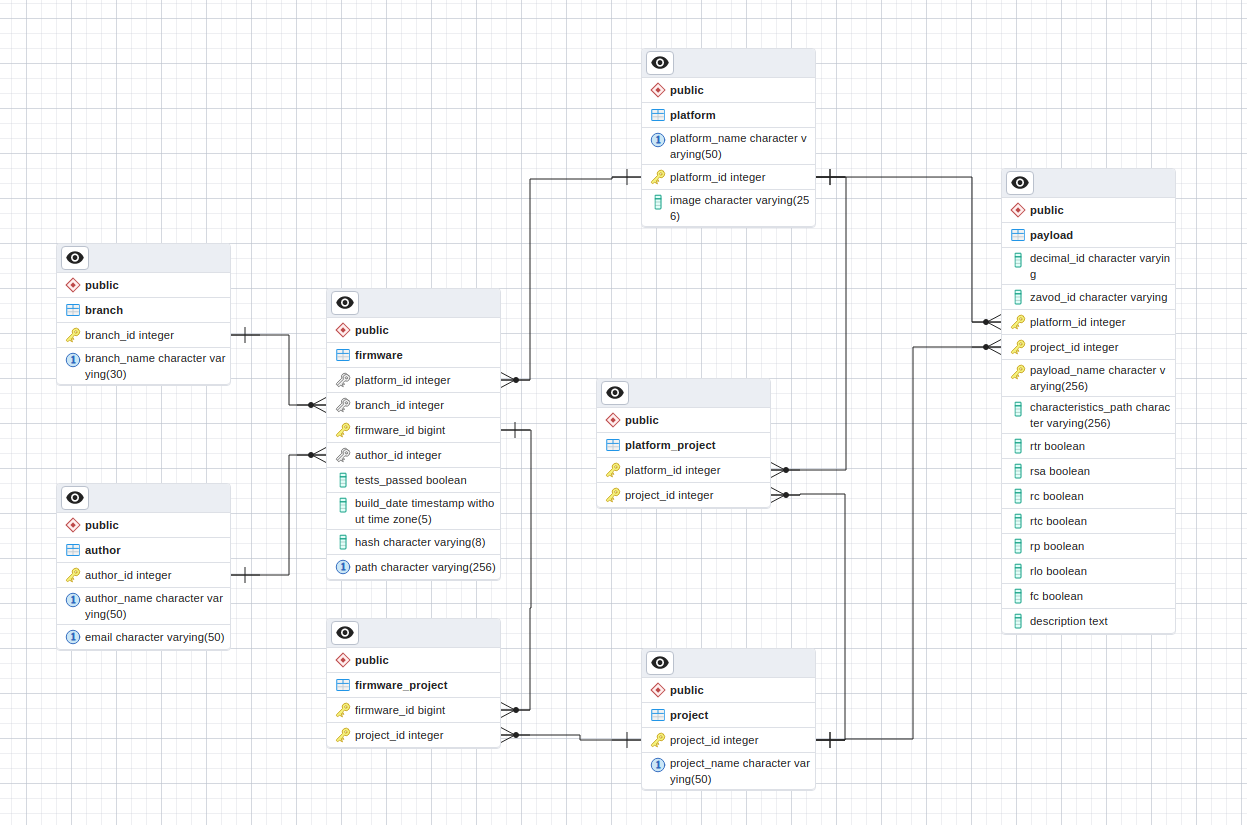 public
platform
platform_name character v
arying(50)
platform_id integer
image character varying(25
6)
public
payload
decimal_id character varyin
g
zavod_id character varying
platform_id integer
project_id integer
payload_name character v
arying(256)
characteristics_path charac
ter varying(256)
rtr boolean
rsa boolean
rc boolean
rtc boolean
rp boolean
rlo boolean
fc boolean
description text
public
branch
branch_id integer
branch_name character var
ying(30)
public
firmware
platform_id integer
branch_id integer
firmware_id bigint
author_id integer
tests_passed boolean
build_date timestamp witho
ut time zone(5)
hash character varying(8)
1 path character varying(256)
public
platform_project
platform_id integer
project_id integer
public
author
author_id integer
author_name character var
ying(50)
email character varying(50)
public
firmware_project
firmware_id bigint
project_id integer
public
project
project_id integer
project_name character var
ying(50)